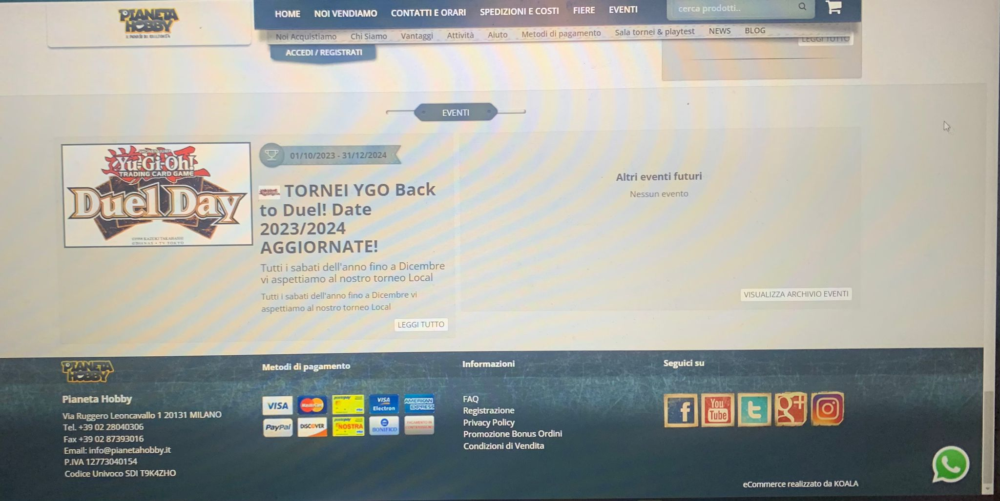 PIANETA HOBBY
HOME NOI VENDIAMO CONTATTI E ORARI SPEDIZIONI E COSTI FIERE EVENTI cerca prodotti..
Noi Acquistiamo Chi Siamo Vantaggi Attività Aiuto Metodi di pagamento Sala tornei & playtest NEWS BLOG
LEGGI TUTTO
ACCEDI / REGISTRATI
EVENTI
SHONEN JUMP
Yu-Gi-Oh!
TRADING CARD GAME
Duel Day
01/10/2023 - 31/12/2024
TORNEI YGO Back
to Duel! Date
2023/2024
AGGIORNATE!
Tutti i sabati dell'anno fino a Dicembre
vi aspettiamo al nostro torneo Local
Tutti i sabati dell'anno fino a Dicembre vi
aspettiamo al nostro torneo Local
LEGGI TUTTO
Altri eventi futuri
Nessun evento
VISUALIZZA ARCHIVIO EVENTI
PIANETA HOBBY
Pianeta Hobby
Via Ruggero Leoncavallo 1 20131 MILANO
Tel. +39 02 28040306
Fax +39 02 87393016
Email: info@pianetahobby.it
P.IVA 12773040154
Codice Univoco SDI T9K4ZHO
Metodi di pagamento
VISA MasterCard postepay VISA Electron AMERICAN EXPRESS
PayPal DISCOVER postepay NOSTRA BONIFICO PAGAMENTO IN CONTRASSEGNO
Informazioni
FAQ
Registrazione
Privacy Policy
Promozione Bonus Ordini
Condizioni di Vendita
Seguici su
f You Tube t g+
eCommerce realizzato da KOALA